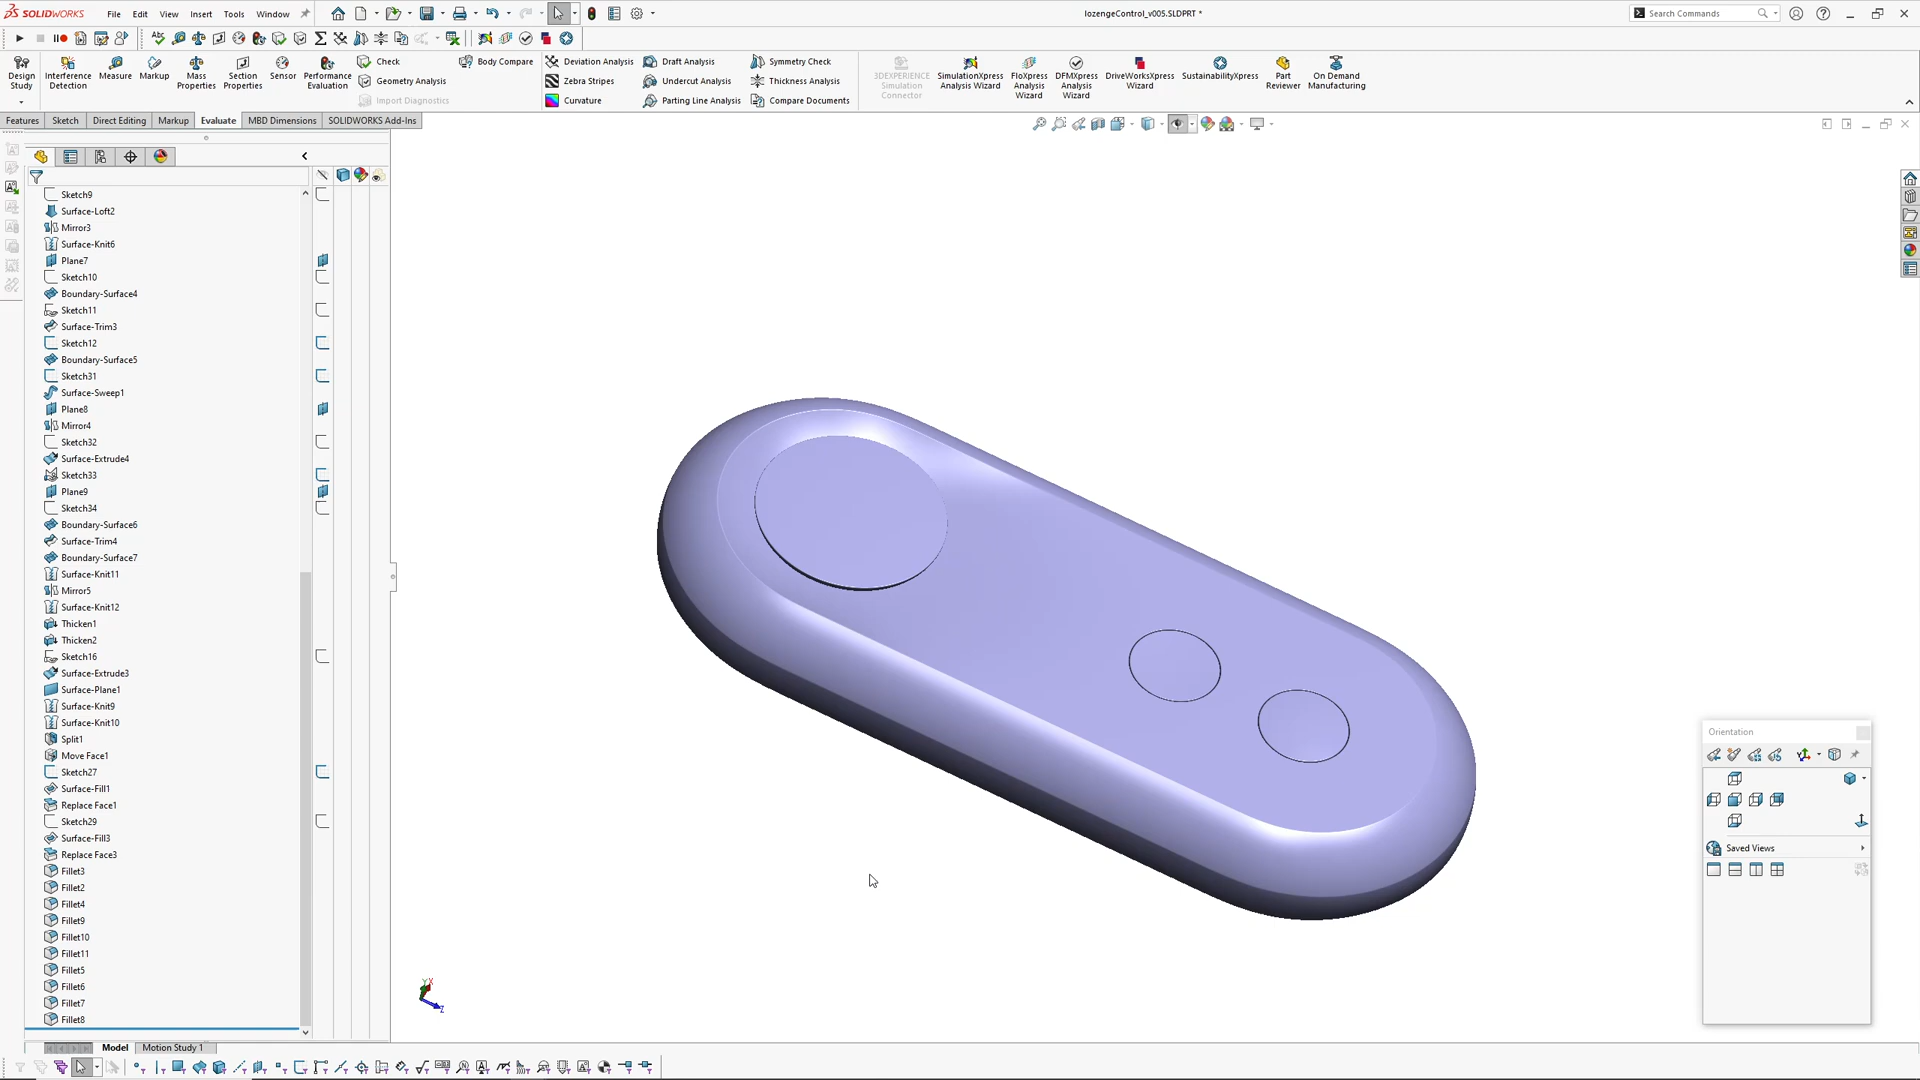 SOLIDWORKS
File Edit View Insert Tools Window
lozengeControl_v005.SLDPRT *
Search Commands
Design Study
Interference Detection
Measure
Markup
Mass Properties
Section Properties
Sensor
Performance Evaluation
Check
Geometry Analysis
Import Diagnostics
Body Compare
Deviation Analysis
Zebra Stripes
Curvature
Draft Analysis
Undercut Analysis
Parting Line Analysis
Symmetry Check
Thickness Analysis
Compare Documents
3DEXPERIENCE Simulation Connector
SimulationXpress Analysis Wizard
FloXpress Analysis Wizard
DFMXpress Analysis Wizard
DriveWorksXpress Wizard
SustainabilityXpress
Part Reviewer
On Demand Manufacturing
Features Sketch Direct Editing Markup Evaluate MBD Dimensions SOLIDWORKS Add-Ins
Sketch9
Surface-Loft2
Mirror3
Surface-Knit6
Plane7
Sketch10
Boundary-Surface4
Sketch11
Surface-Trim3
Sketch12
Boundary-Surface5
Sketch31
Surface-Sweep1
Plane8
Mirror4
Sketch32
Surface-Extrude4
Sketch33
Plane9
Sketch34
Boundary-Surface6
Surface-Trim4
Boundary-Surface7
Surface-Knit11
Mirror5
Surface-Knit12
Thicken1
Thicken2
Sketch16
Surface-Extrude3
Surface-Plane1
Surface-Knit9
Surface-Knit10
Split1
Move Face1
Sketch27
Surface-Fill1
Replace Face1
Sketch29
Surface-Fill3
Replace Face3
Fillet3
Fillet2
Fillet4
Fillet9
Fillet10
Fillet11
Fillet5
Fillet6
Fillet7
Fillet8
Orientation
Saved Views
Model Motion Study 1